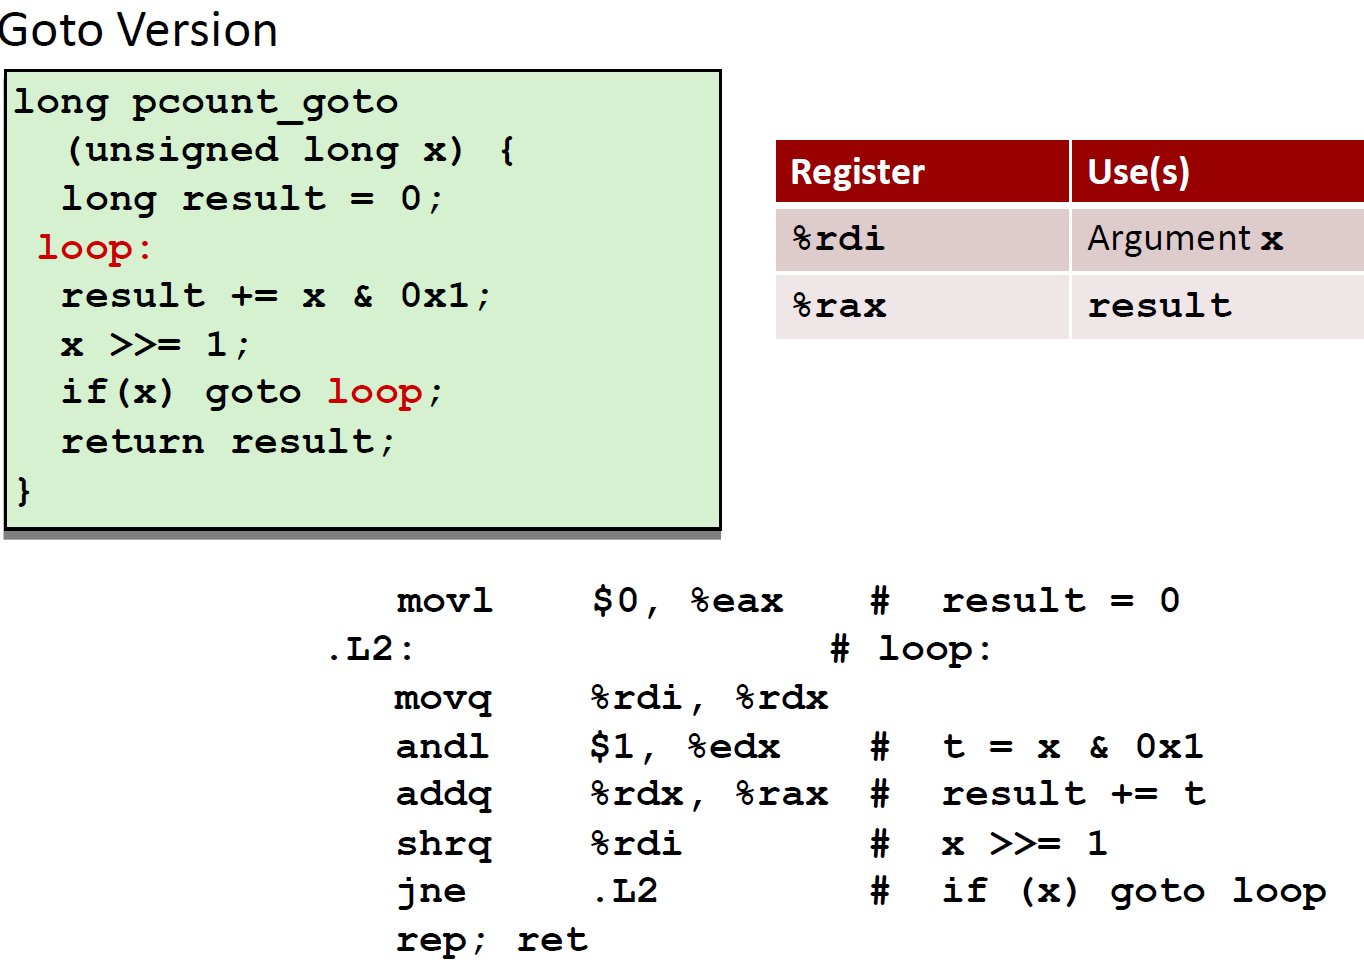 Goto Version
long pcount_goto
(unsigned long x) {
long result = 0;
loop:
result += x & 0x1;
x >>= 1;
if(x) goto loop;
return result;
}
Register Use(s)
%rdi Argument x
%rax result
movl $0, %eax # result = 0
.L2: # loop:
movq %rdi, %rdx
andl $1, %edx # t = x & 0x1
addq %rdx, %rax # result += t
shrq %rdi # x >>= 1
jne .L2 # if (x) goto loop
rep; ret